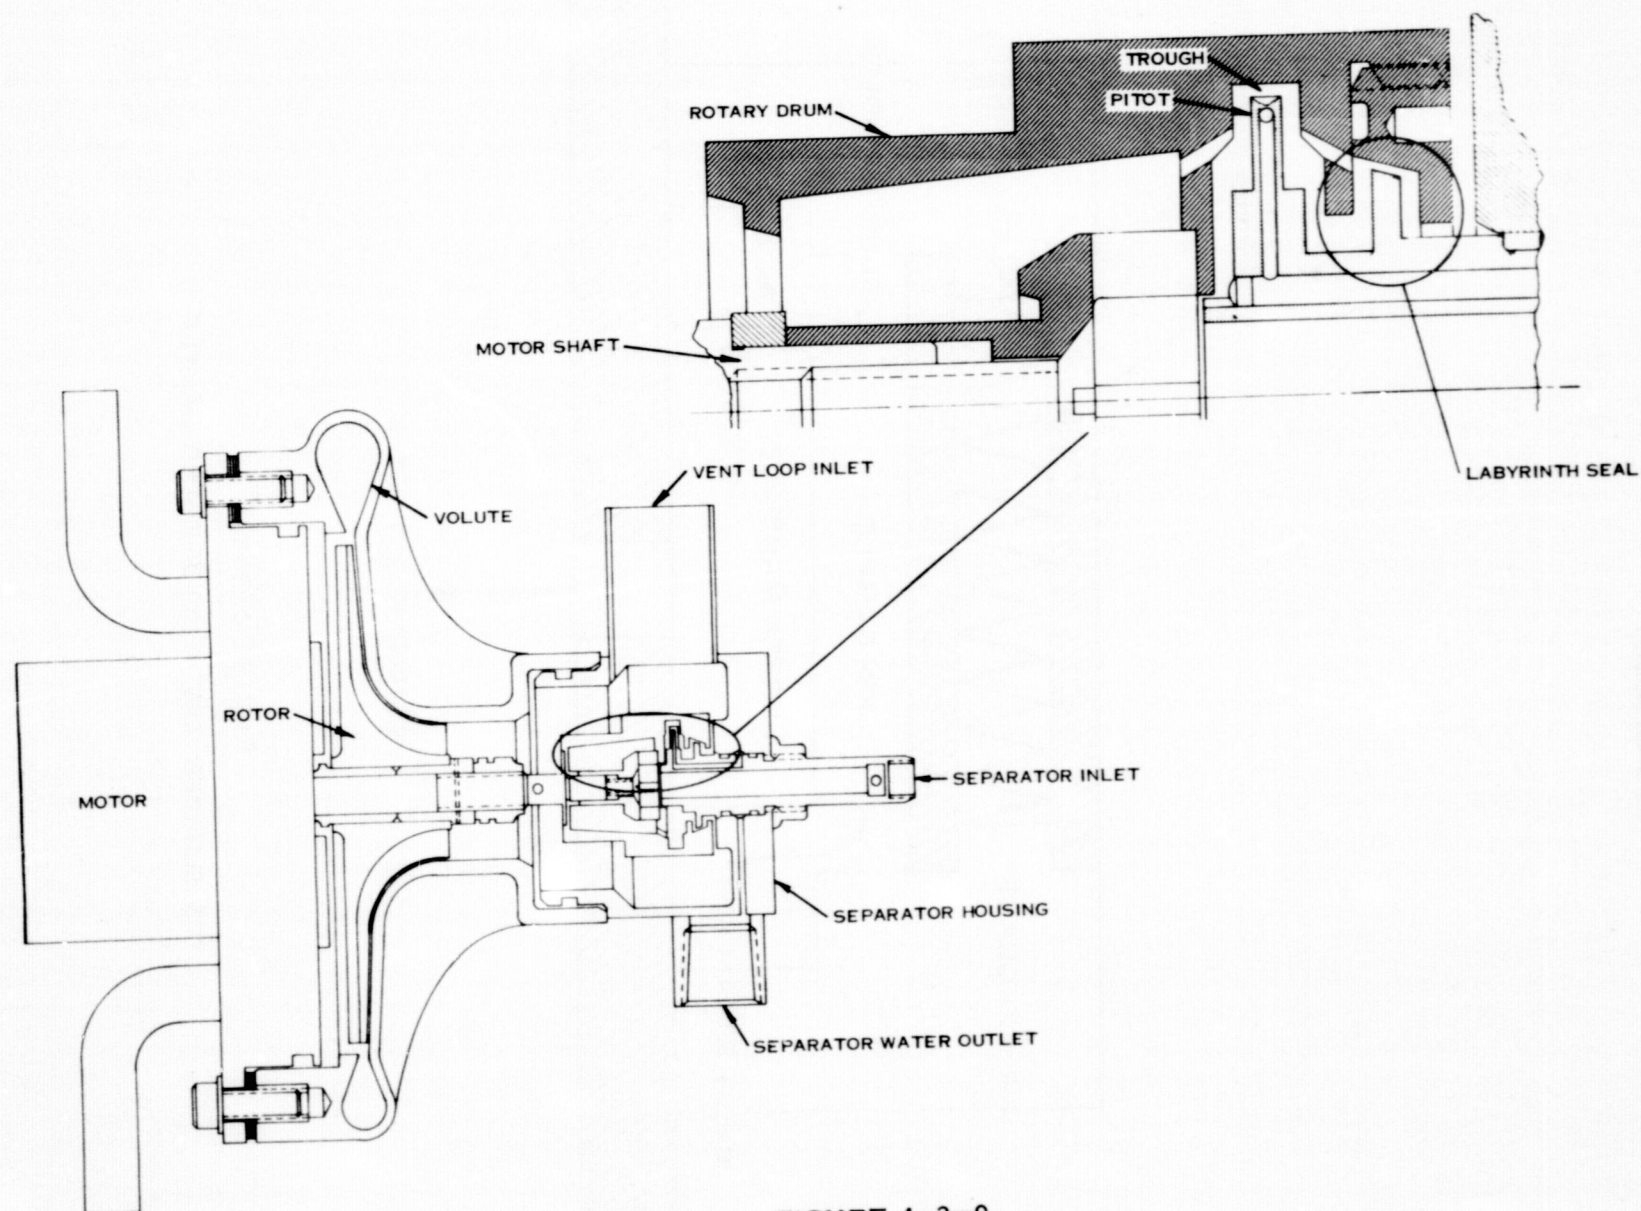 TROUGH
PITOT
ROTARY DRUM
MOTOR SHAFT
LABYRINTH SEAL
VENT LOOP INLET
VOLUTE
ROTOR
MOTOR
SEPARATOR INLET
SEPARATOR HOUSING
SEPARATOR WATER OUTLET